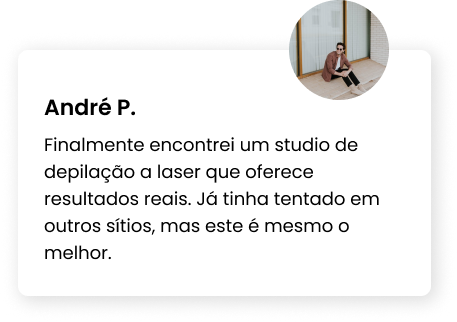 André P.
Finalmente encontrei um studio de
depilação a laser que oferece
resultados reais. Já tinha tentado em
outros sítios, mas este é mesmo o
melhor.